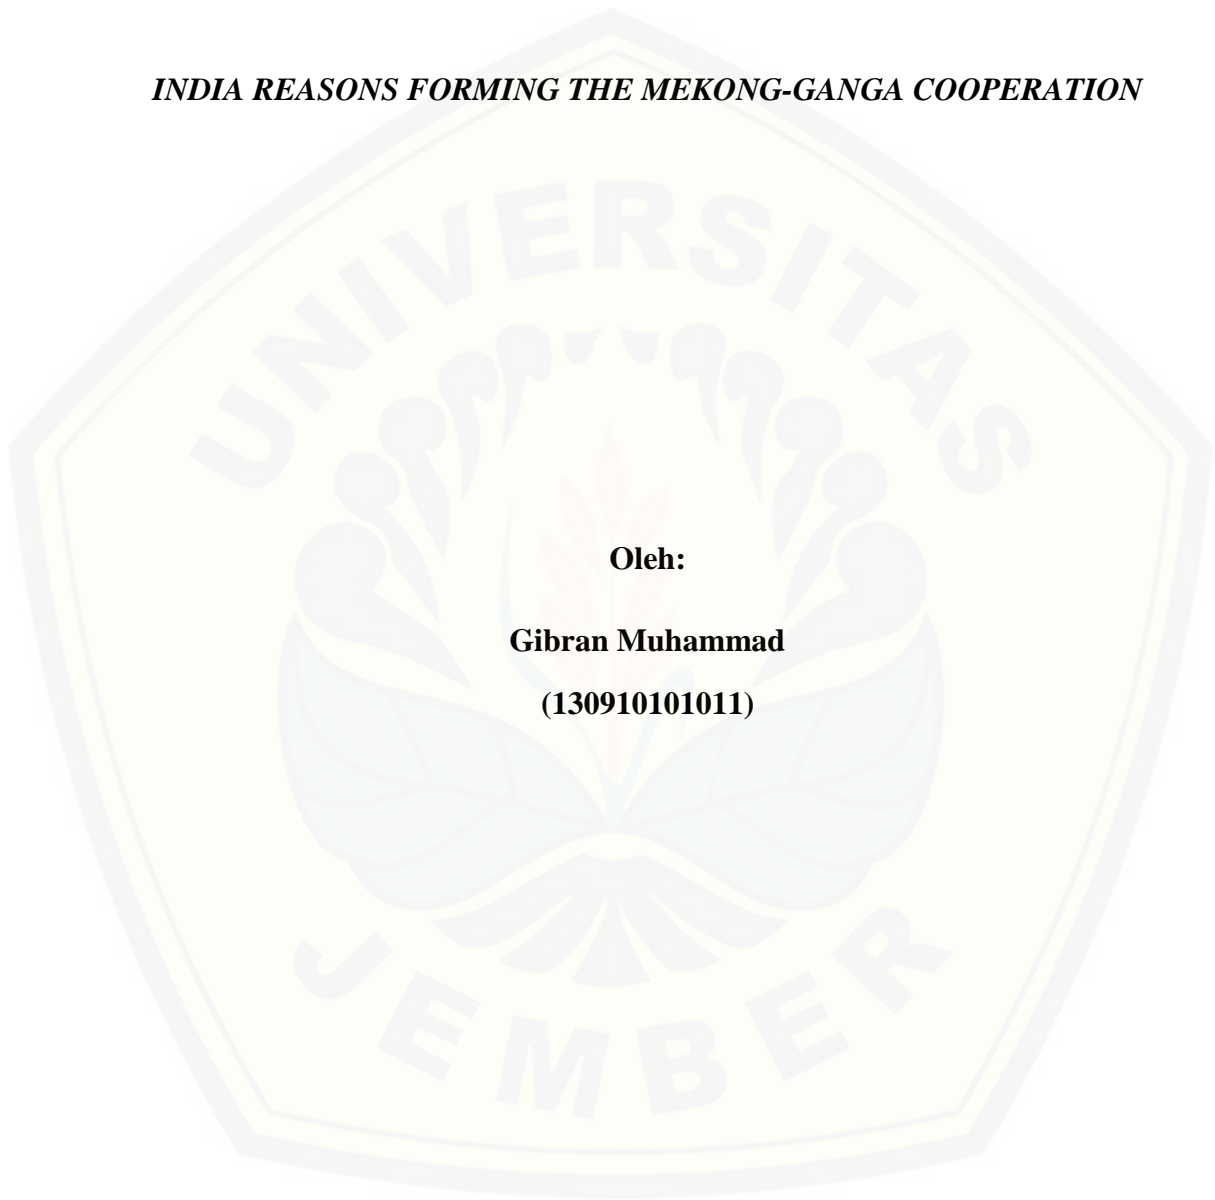 INDIA REASONS FORMING THE MEKONG-GANGA COOPERATION
UNIVERSITAS
Oleh:
Gibran Muhammad
(130910101011)
JEMBER